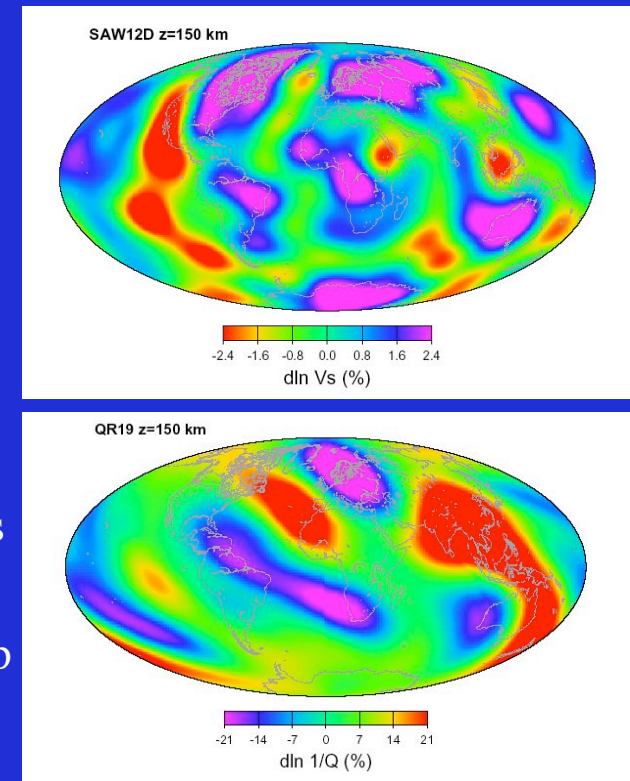 SAW12D z=150 km
-2.4 -1.6 -0.8 0.0 0.8 1.6 2.4
dln Vs (%)
QR19 z=150 km
-21 -14 -7 0 7 14 21
dln 1/Q (%)